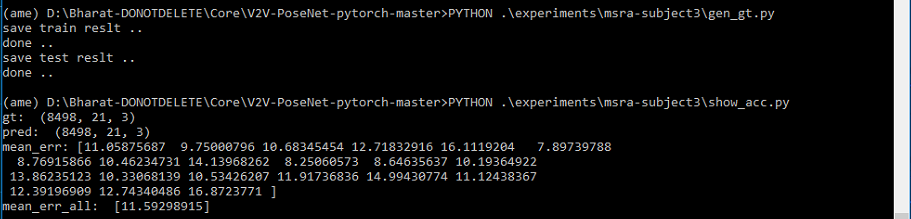 (ame) D:\Bharat-DONOTDELETE\Core\V2V-PoseNet-pytorch-master>PYTHON .\experiments\msra-subject3\gen_gt.py
save train reslt ..
done ..
save test reslt ..
done ..
(ame) D:\Bharat-DONOTDELETE\Core\V2V-PoseNet-pytorch-master>PYTHON .\experiments\msra-subject3\show_acc.py
gt:  (8498, 21, 3)
pred:  (8498, 21, 3)
mean_err: [11.05875687  9.75000796 10.68345454 12.71832916 16.1119204   7.89739788
  8.76915866 10.46234731 14.13968262  8.25060573  8.64635637 10.19364922
 13.86235123 10.33068139 10.53426207 11.91736836 14.99430774 11.12438367
 12.39196909 12.74340486 16.8723771 ]
mean_err_all:  [11.59298915]